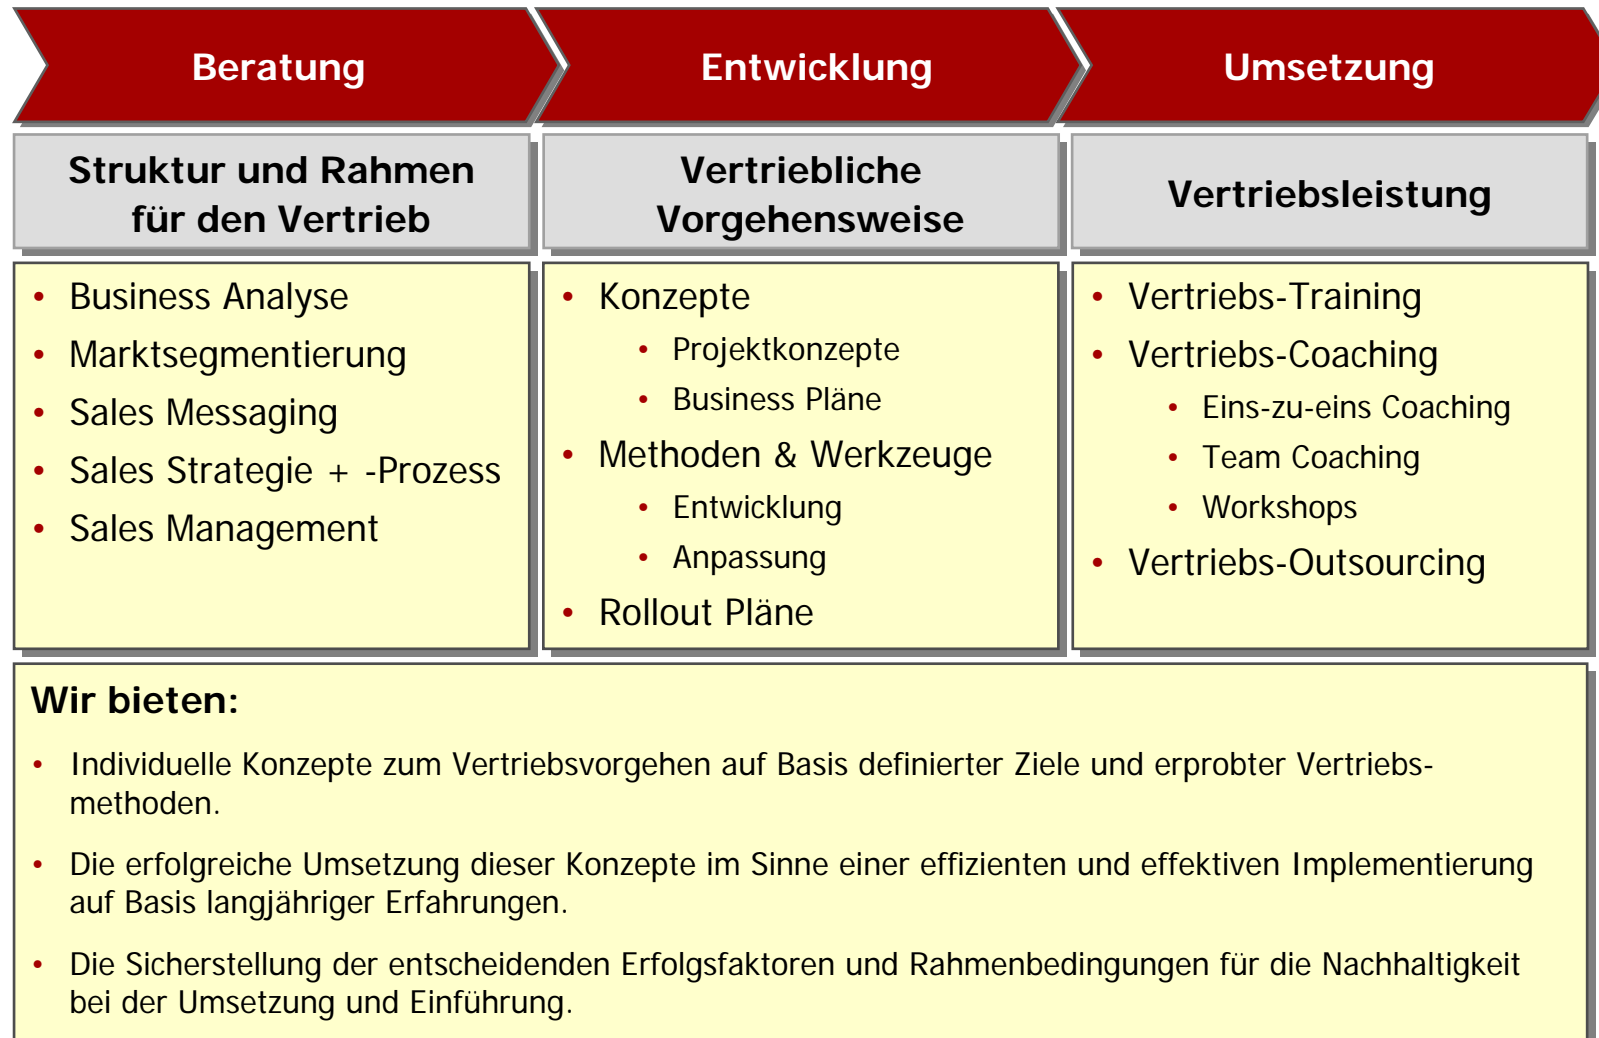 Beratung
Entwicklung
Umsetzung
Struktur und Rahmen
für den Vertrieb
Vertriebliche
Vorgehensweise
Vertriebsleistung
• Business Analyse
• Marktsegmentierung
• Sales Messaging
• Sales Strategie + -Prozess
• Sales Management
• Konzepte
• Projektkonzepte
• Business Pläne
• Methoden & Werkzeuge
• Entwicklung
• Anpassung
• Rollout Pläne
• Vertriebs-Training
• Vertriebs-Coaching
• Eins-zu-eins Coaching
• Team Coaching
• Workshops
• Vertriebs-Outsourcing
Wir bieten:
• Individuelle Konzepte zum Vertriebsvorgehen auf Basis definierter Ziele und erprobter Vertriebs-
methoden.
• Die erfolgreiche Umsetzung dieser Konzepte im Sinne einer effizienten und effektiven Implementierung
auf Basis langjähriger Erfahrungen.
• Die Sicherstellung der entscheidenden Erfolgsfaktoren und Rahmenbedingungen für die Nachhaltigkeit
bei der Umsetzung und Einführung.